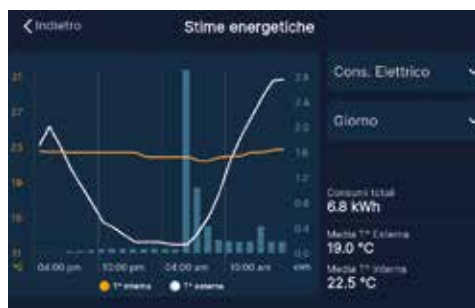 Indietro
Stime energetiche
31
27
23
19
15
11
°C
2.8
2.4
2.0
1.6
1.2
0.8
0.4
0.0
kWh
04:00 pm
10:00 pm
04:00 am
10:00 am
T° interna
T° esterna
Cons. Elettrico
Giorno
Consumi totali
6.8 kWh
Media T° Esterna
19.0 °C
Media T° Interna
22.5 °C